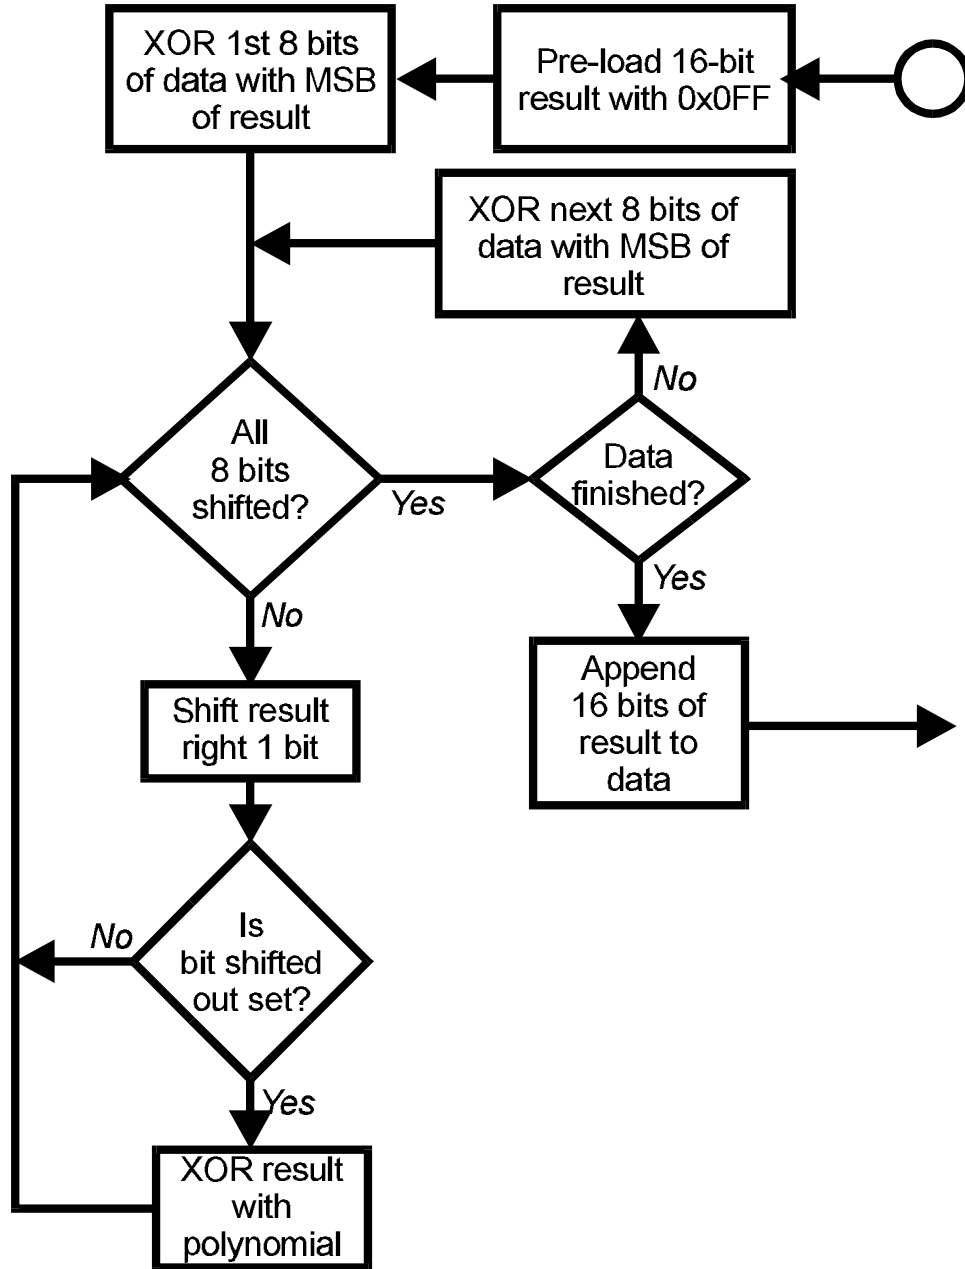 XOR 1st 8 bits
of data with MSB
of result
Pre-load 16-bit
result with 0x0FF
XOR next 8 bits of
data with MSB of
result
No
All
8 bits
shifted?
Yes
Data
finished?
Yes
No
Append
16 bits of
result to
data
Shift result
right 1 bit
No
Is
bit shifted
out set?
Yes
XOR result
with
polynomial